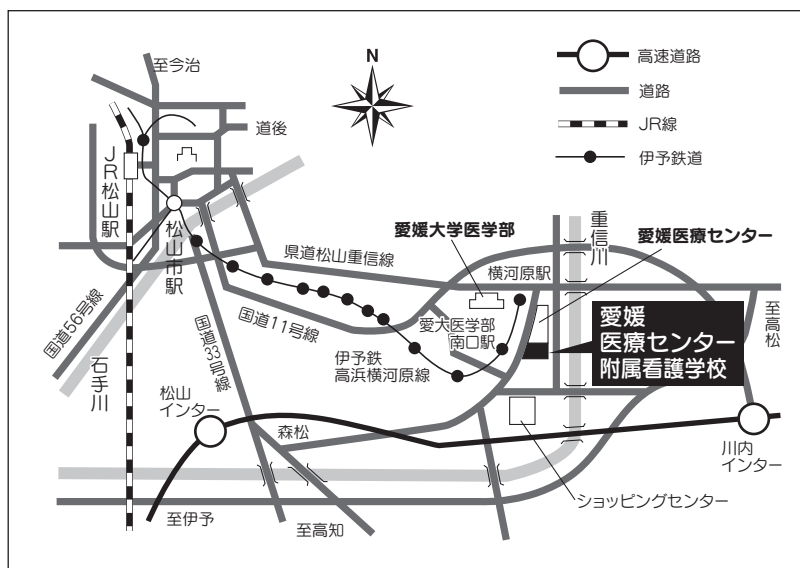 至今治
N
高速道路
道路
JR線
伊予鉄道
道後
JR松山駅
松山市駅
県道松山重信線
愛媛大学医学部
重信川
愛媛医療センター
横河原駅
至高松
国道56号線
石手川
国道33号線
国道11号線
愛大医学部
南口駅
愛媛
医療センター
附属看護学校
伊予鉄
高浜横河原線
松山
インター
森松
川内
インター
ショッピングセンター
至伊予
至高知